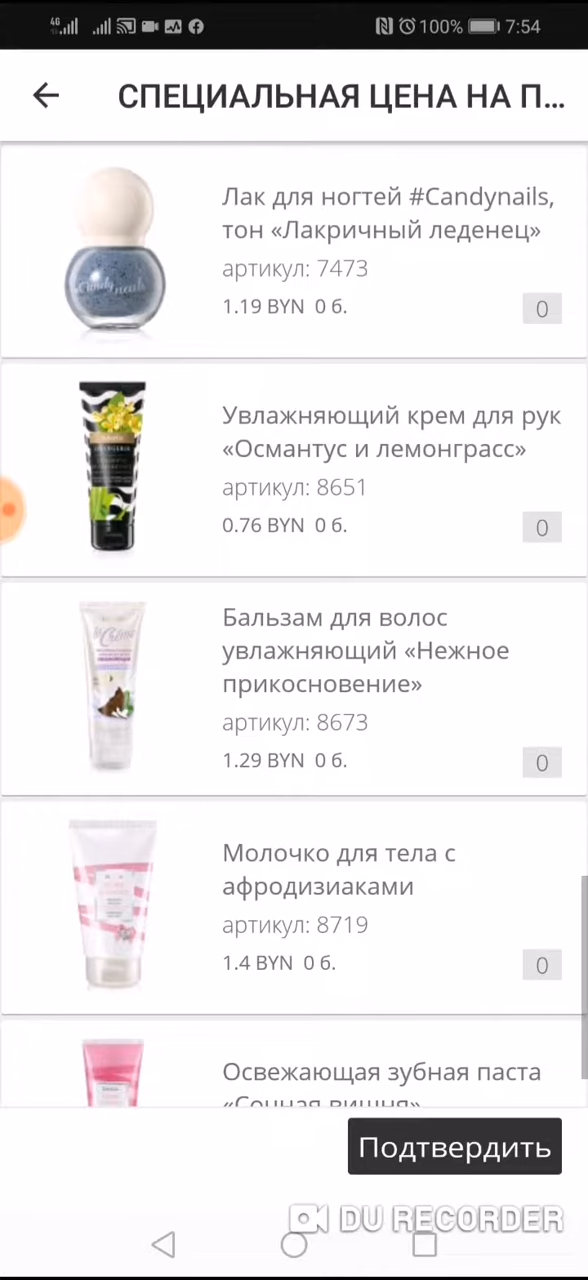 4G
100% 7:54
СПЕЦИАЛЬНАЯ ЦЕНА НА П...
Candy nails
Лак для ногтей #Candynails,
тон «Лакричный леденец»
артикул: 7473
1.19 BYN 0 б.
0
Увлажняющий крем для рук
«Османтус и лемонграсс»
артикул: 8651
0.76 BYN 0 б.
0
Бальзам для волос
увлажняющий «Нежное
прикосновение»
артикул: 8673
1.29 BYN 0 б.
0
Молочко для тела с
афродизиаками
артикул: 8719
1.4 BYN 0 б.
0
Освежающая зубная паста
«Сочная вишня»
Подтвердить
DU RECORDER